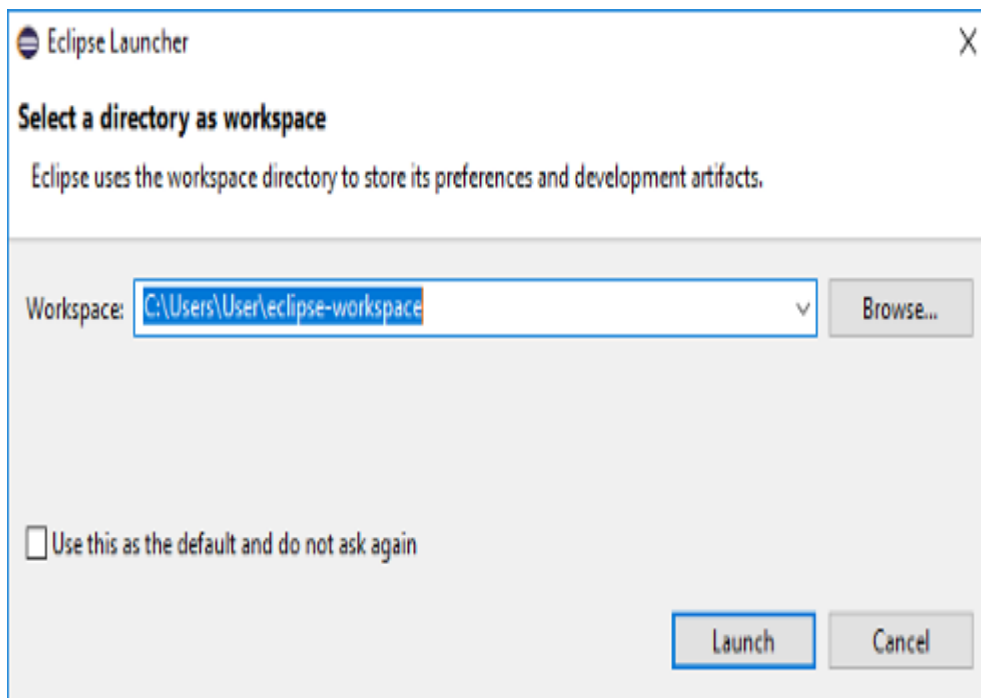 Eclipse Launcher
Select a directory as workspace
Eclipse uses the workspace directory to store its preferences and development artifacts.
Workspace: C:\Users\User\eclipse-workspace Browse...
Use this as the default and do not ask again
Launch Cancel